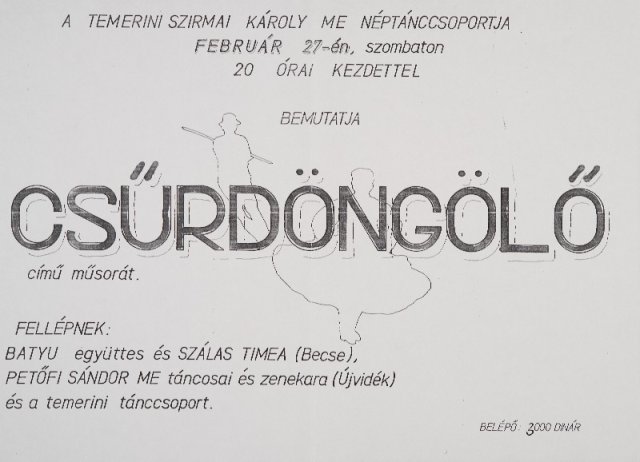 A TEMERINI SZIRMAI KÁROLY ME NÉPTÁNCCSOPORTJA
FEBRUÁR 27-én, szombaton
20 ÓRAI KEZDETTEL
BEMUTATJA
CSŰRDÖNGÖLŐ
című műsorát.
FELLÉPNEK:
BATYU együttes és SZÁLAS TIMEA (Becse),
PETŐFI SÁNDOR ME táncosai és zenekara (Újvidék)
és a temerini tánccsoport.
BELÉPŐ: 3000 DINÁR